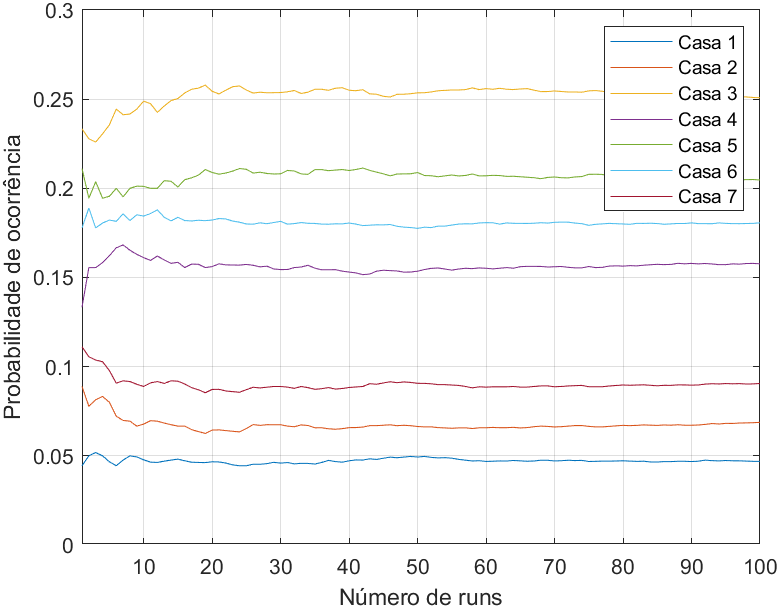 0.3
0.25
0.2
0.15
0.1
0.05
0
Probabilidade de ocorrência
Casa 1
Casa 2
Casa 3
Casa 4
Casa 5
Casa 6
Casa 7
10 20 30 40 50 60 70 80 90 100
Número de runs